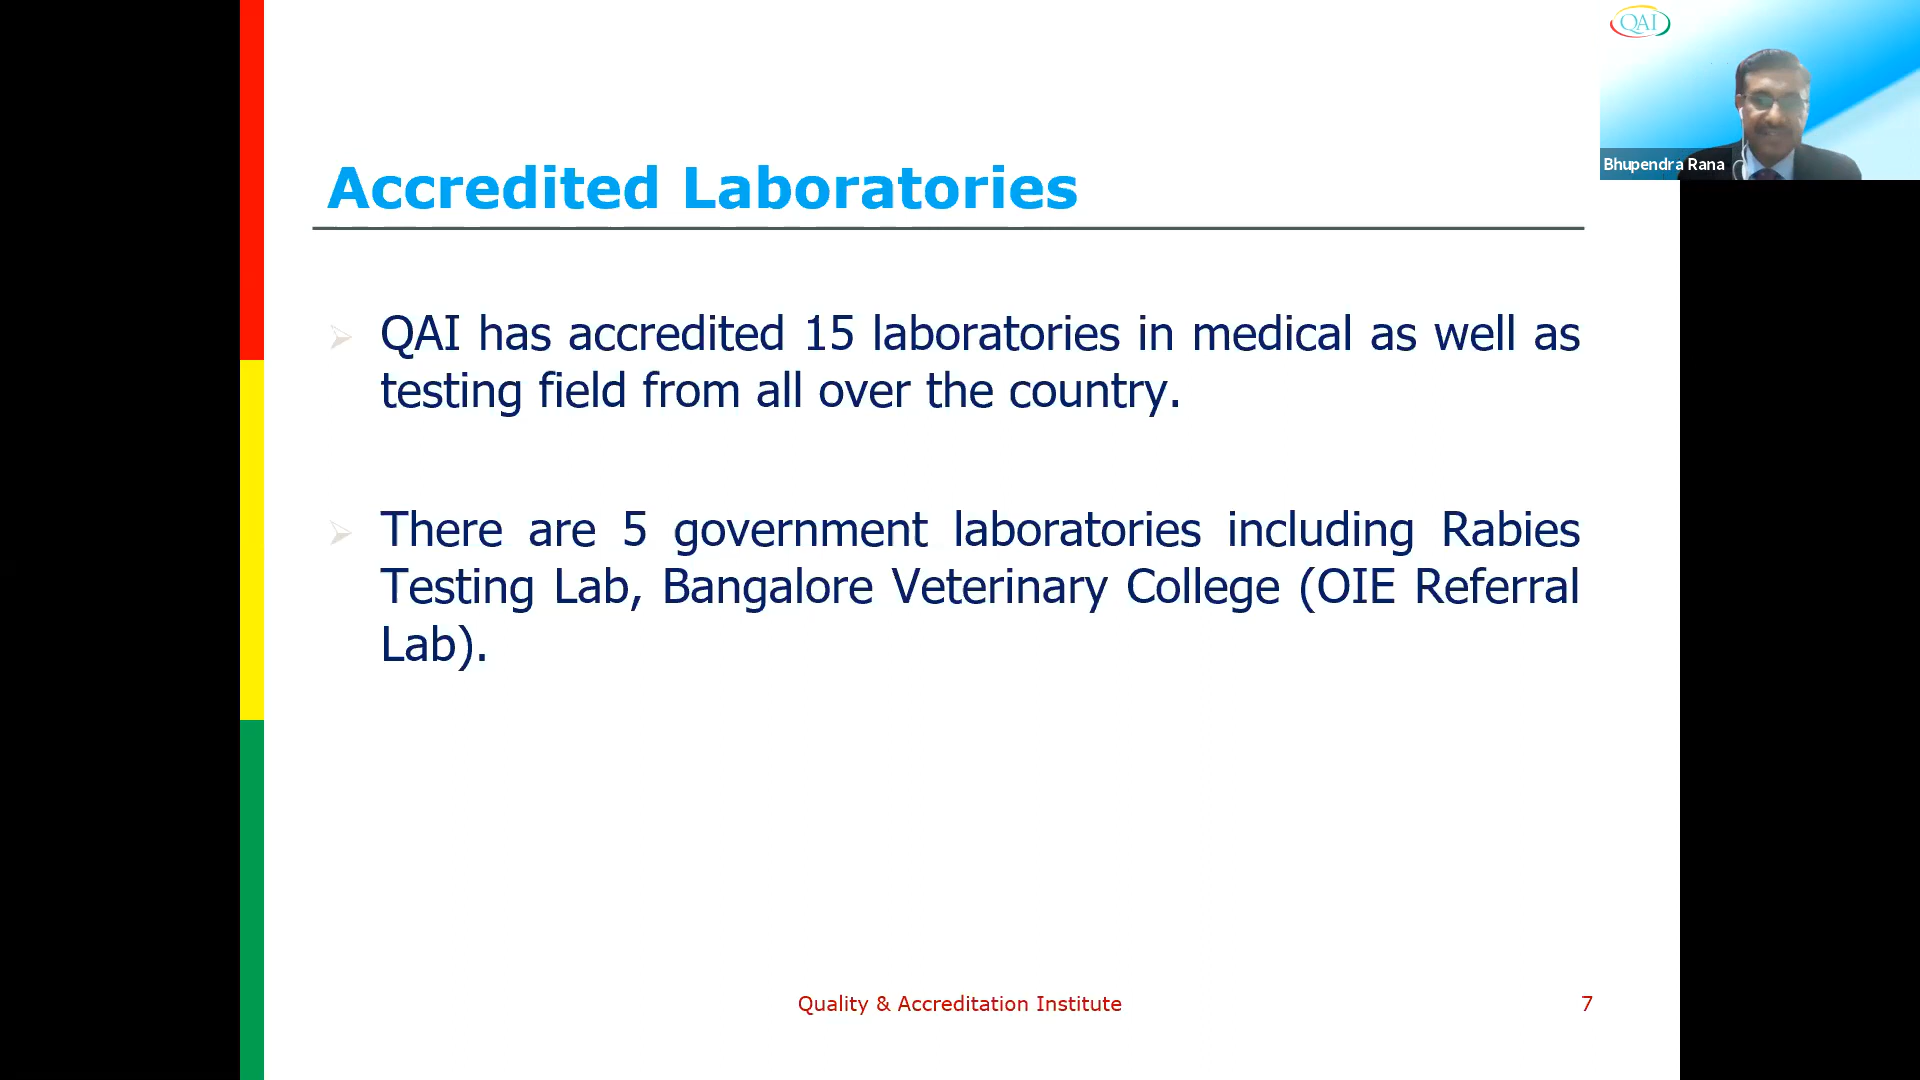 QAI
Bhupendra Rana
Accredited Laboratories
QAI has accredited 15 laboratories in medical as well as
testing field from all over the country.
There are 5 government laboratories including Rabies
Testing Lab, Bangalore Veterinary College (OIE Referral
Lab).
Quality & Accreditation Institute
7